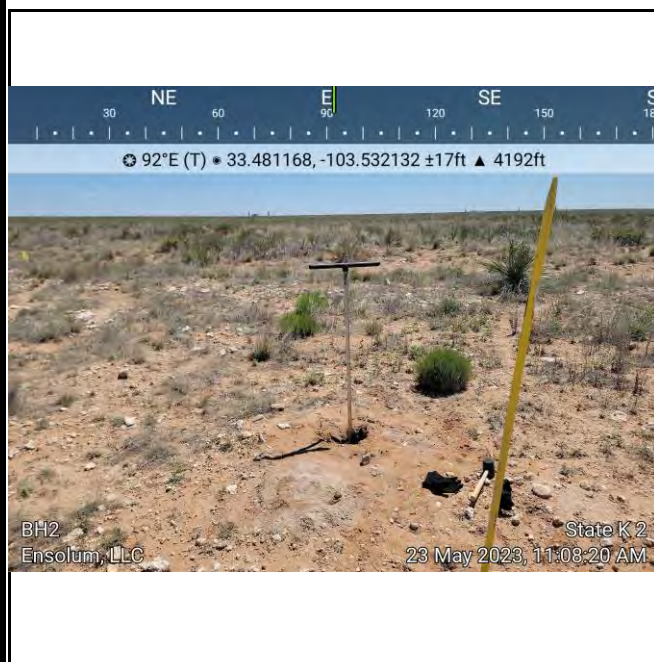 NE E SE S
30 60 90 120 150 18
92°E (T) 33.481168, -103.532132 ±17ft ▲ 4192ft
BH2 State K 2
Ensolum, LLC 23 May 2023, 11:08:20 AM